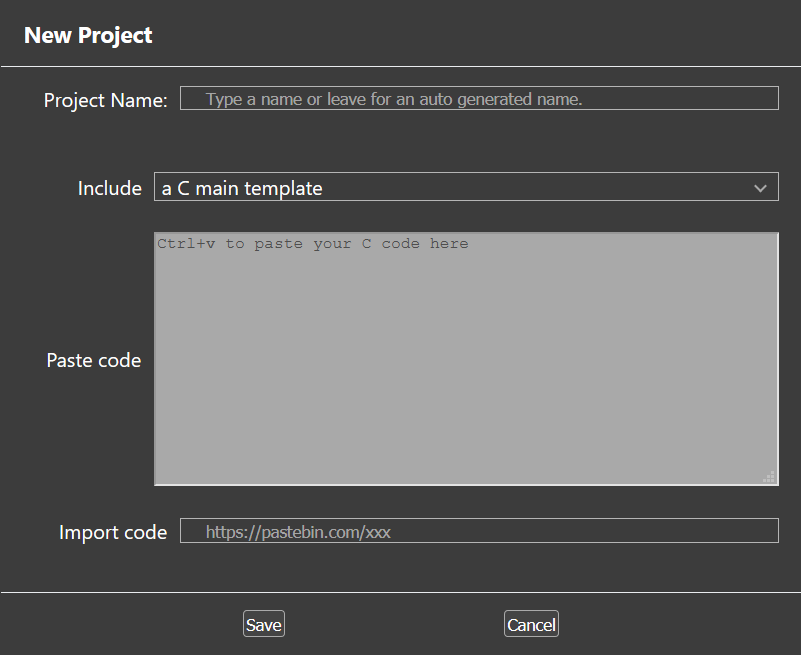 New Project
Project Name: Type a name or leave for an auto generated name.
Include a C main template
Ctrl+v to paste your C code here
Paste code
Import code https://pastebin.com/xxx
Save Cancel